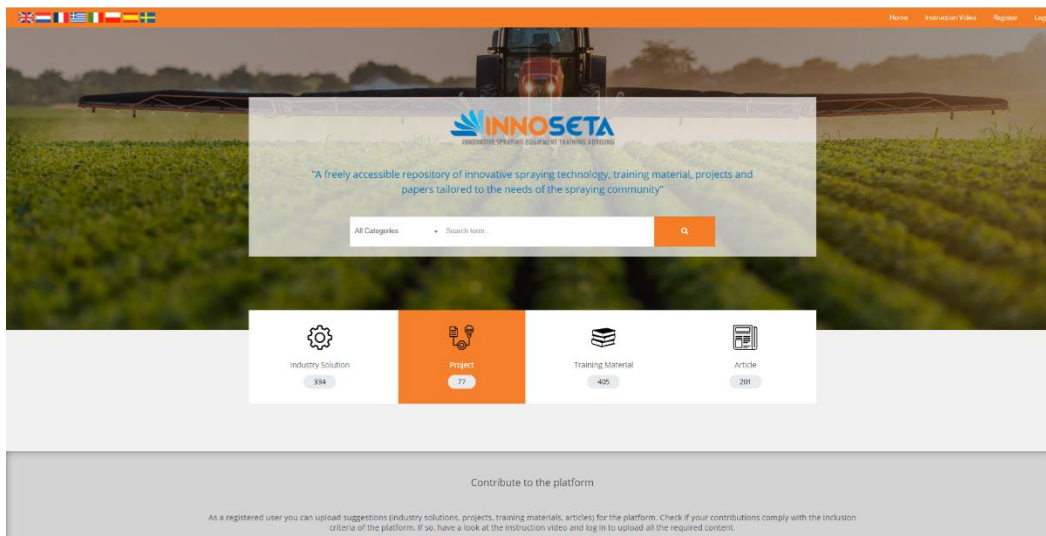 Home Instruction Video Register
INNOSETA
INNOVATIVE SPRAYING EQUIPMENT TRAINING ADVISING
"A freely accessible repository of innovative spraying technology, training material, projects and
papers tailored to the needs of the spraying community"
All Categories Search term...
Industry Solution Project Training Material Article
334 77 405 201
Contribute to the platform
As a registered user you can upload suggestions (industry solutions, projects, training materials, articles) for the platform. Check if your contributions comply with the inclusion
criteria of the platform. If so, have a look at the instruction video and log in to upload all the required content.